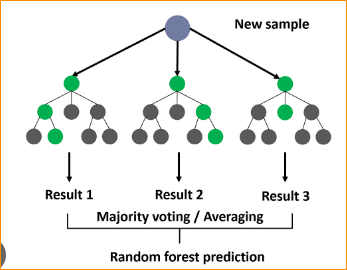 New sample
Result 1 Result 2 Result 3
Majority voting / Averaging
Random forest prediction